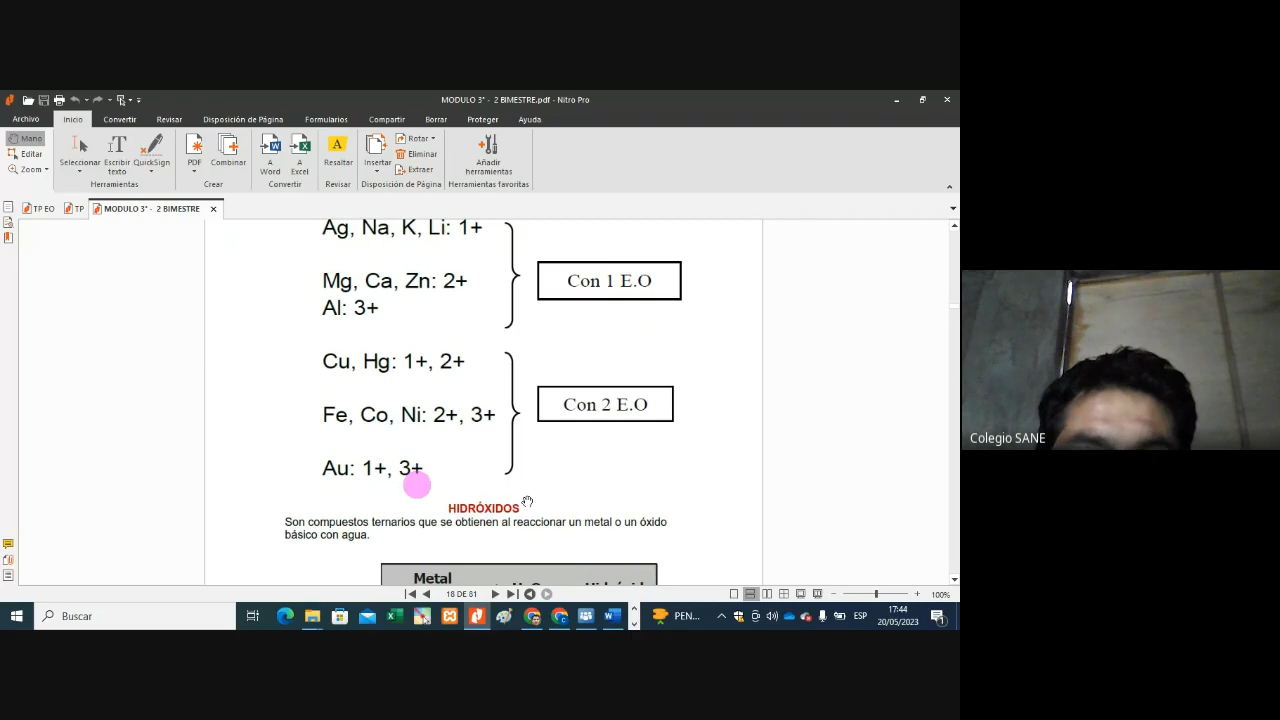 MODULO 3° - 2 BIMESTRE.pdf - Nitro Pro
Archivo Inicio Convertir Revisar Disposición de Página Formularios Compartir Borrar Proteger Ayuda
Mano
Editar
Zoom
Seleccionar
Escribir texto
QuickSign
Herramientas
PDF
Combinar
Crear
A Word
A Excel
Convertir
Resaltar
Revisar
Insertar
Rotar
Eliminar
Extraer
Disposición de Página
Añadir herramientas
Herramientas favoritas
TP EO TP MODULO 3° - 2 BIMESTRE
Ag, Na, K, Li: 1+
Mg, Ca, Zn: 2+
Al: 3+
Con 1 E.O
Cu, Hg: 1+, 2+
Fe, Co, Ni: 2+, 3+
Au: 1+, 3+
Con 2 E.O
HIDRÓXIDOS
Son compuestos ternarios que se obtienen al reaccionar un metal o un óxido
básico con agua.
Metal
18 DE 81
100%
Buscar
PEN...
ESP
17:44
20/05/2023
Colegio SANE